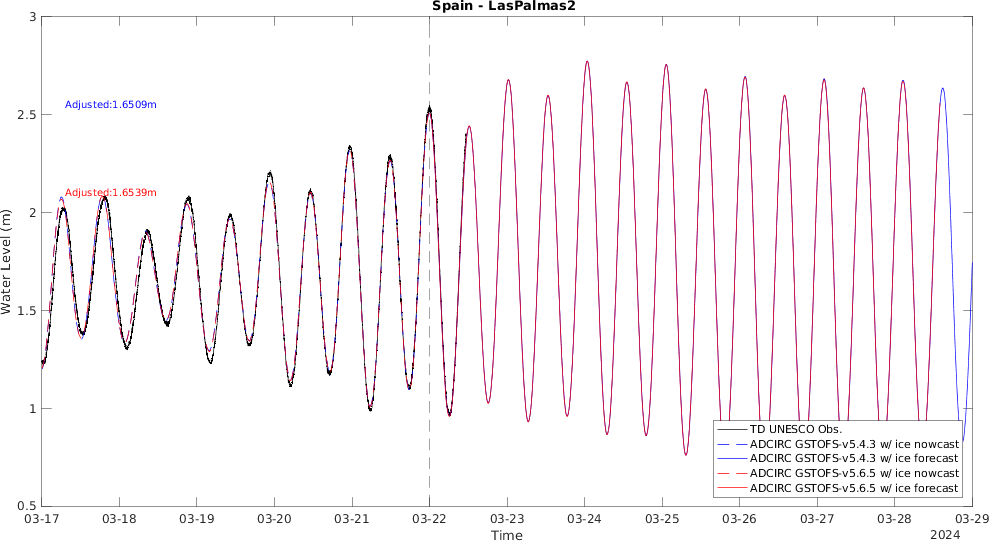 Spain - LasPalmas2
3
2.5
2
1.5
1
0.5
Water Level (m)
Adjusted:1.6509m
Adjusted:1.6539m
TD UNESCO Obs.
ADCIRC GSTOFS-v5.4.3 w/ ice nowcast
ADCIRC GSTOFS-v5.4.3 w/ ice forecast
ADCIRC GSTOFS-v5.6.5 w/ ice nowcast
ADCIRC GSTOFS-v5.6.5 w/ ice forecast
03-17 03-18 03-19 03-20 03-21 03-22 03-23 03-24 03-25 03-26 03-27 03-28 03-29
Time
2024